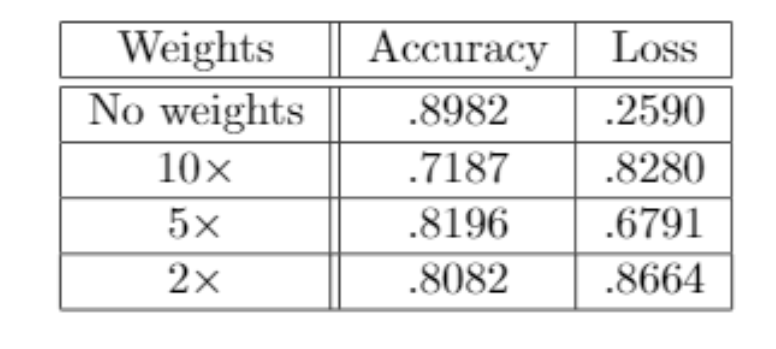 Weights Accuracy Loss
No weights .8982 .2590
10× .7187 .8280
5× .8196 .6791
2× .8082 .8664